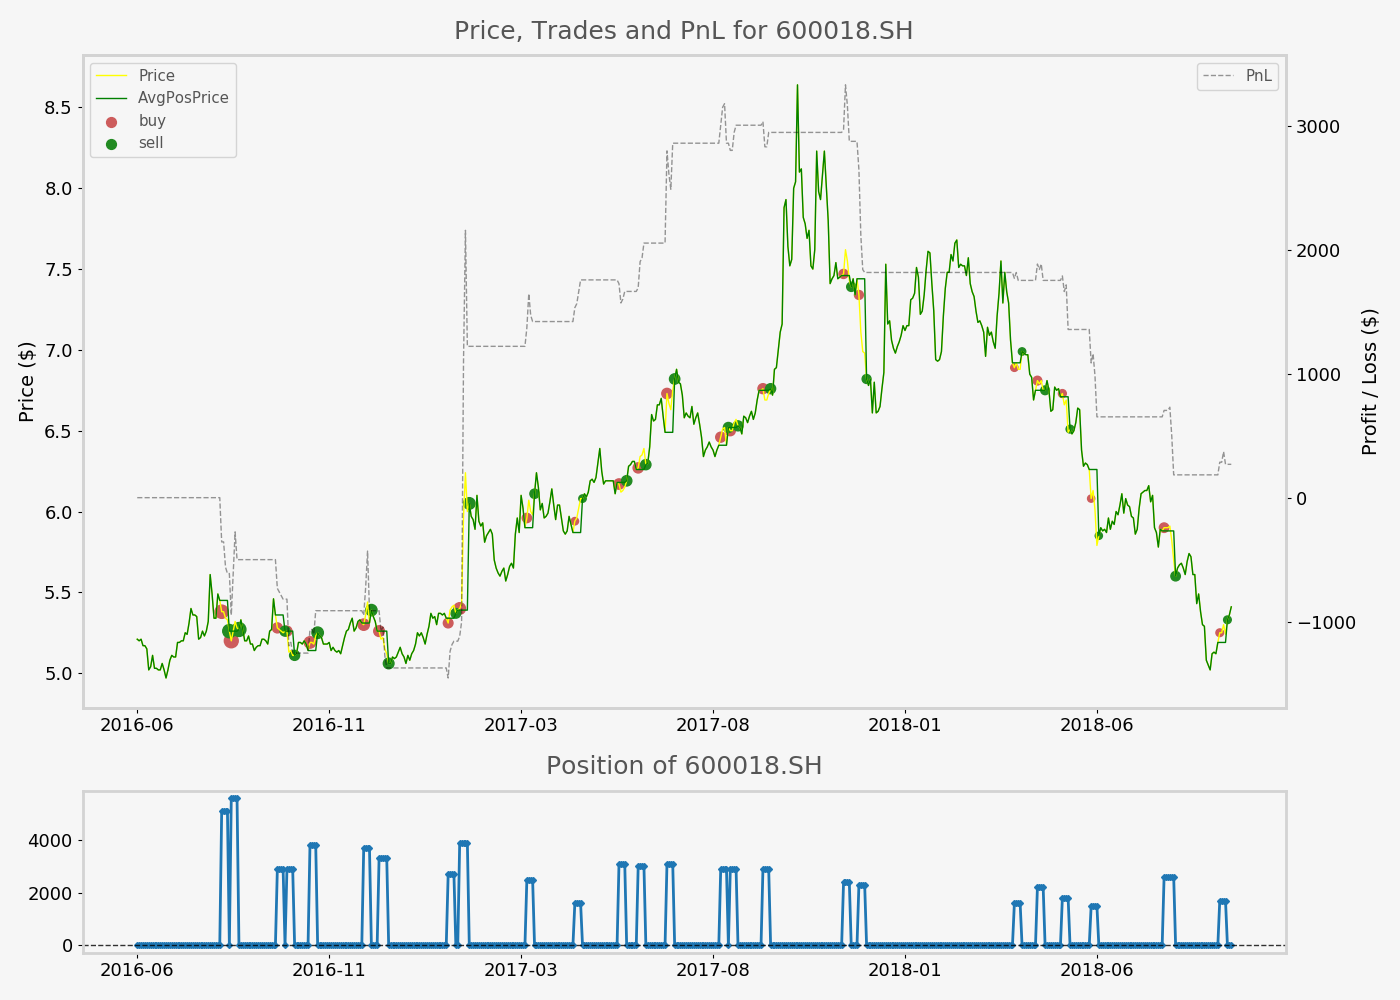 Price, Trades and PnL for 600018.SH
Price
AvgPosPrice
buy
sell
PnL
8.5
8.0
7.5
7.0
6.5
6.0
5.5
5.0
Price ($)
3000
2000
1000
0
−1000
Profit / Loss ($)
2016-06 2016-11 2017-03 2017-08 2018-01 2018-06
Position of 600018.SH
4000
2000
0
2016-06 2016-11 2017-03 2017-08 2018-01 2018-06